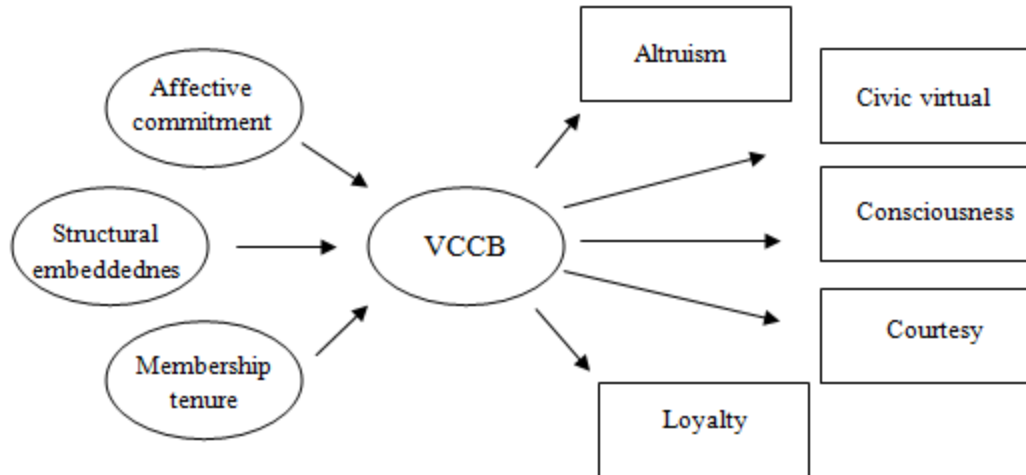 Affective
commitment
Structural
embeddednes
Membership
tenure
VCCB
Altruism
Civic virtual
Consciousness
Courtesy
Loyalty